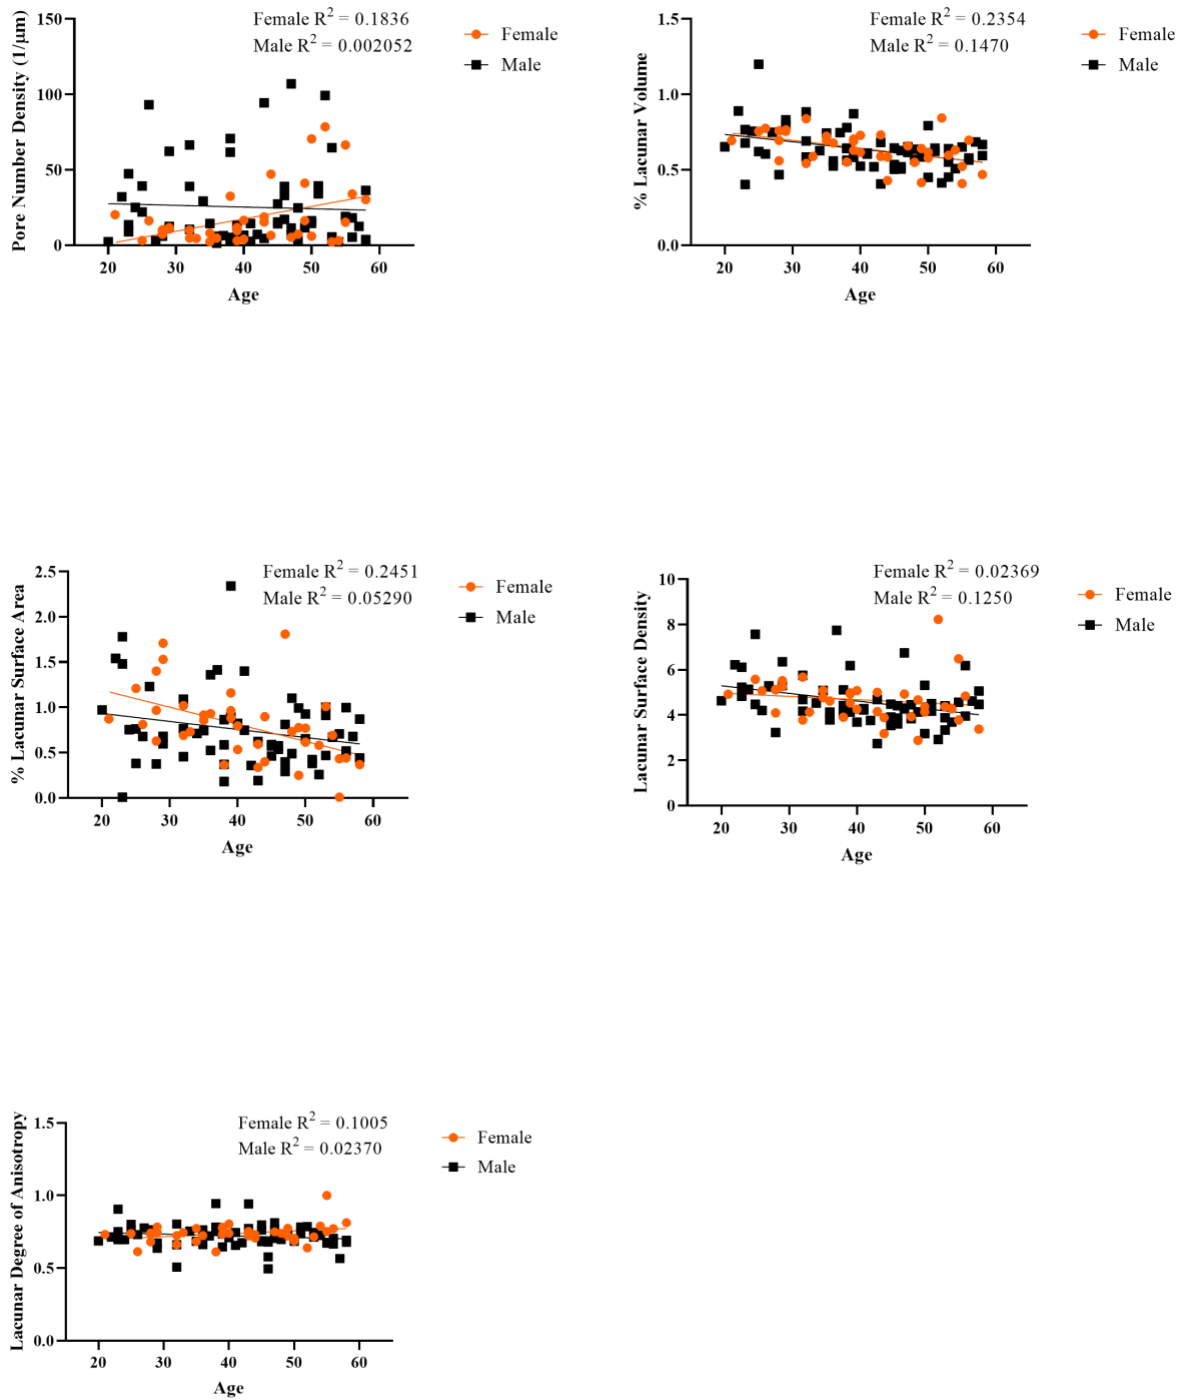 Female R² = 0.1836
Male R² = 0.002052
Female
Male
Pore Number Density (1/μm)
150
100
50
0
20 30 40 50 60
Age
Female R² = 0.2354
Male R² = 0.1470
Female
Male
% Lacunar Volume
1.5
1.0
0.5
0.0
20 30 40 50 60
Age
Female R² = 0.2451
Male R² = 0.05290
Female
Male
% Lacunar Surface Area
2.5
2.0
1.5
1.0
0.5
0.0
20 30 40 50 60
Age
Female R² = 0.02369
Male R² = 0.1250
Female
Male
Lacunar Surface Density
10
8
6
4
2
0
20 30 40 50 60
Age
Female R² = 0.1005
Male R² = 0.02370
Female
Male
Lacunar Degree of Anisotropy
1.5
1.0
0.5
0.0
20 30 40 50 60
Age